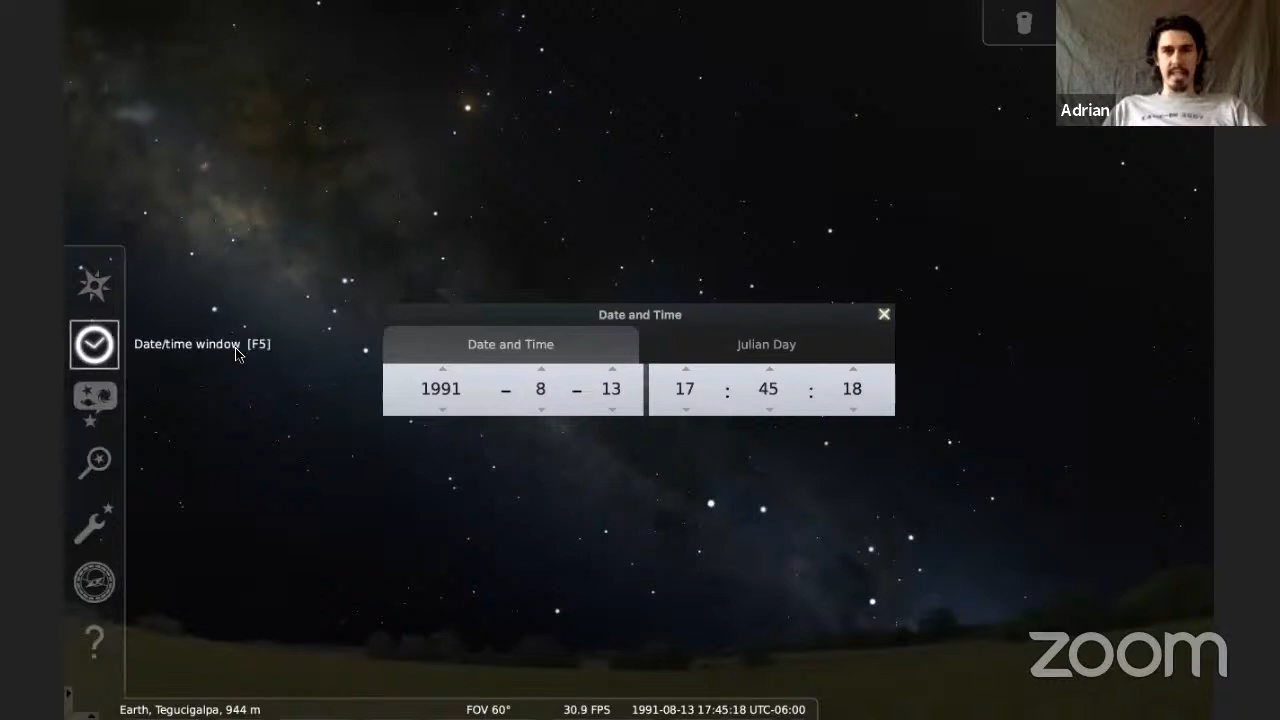 Adrian
Date and Time
Date/time window [F5]
Date and Time
Julian Day
1991 - 8 - 13 17 : 45 : 18
?
zoom
Earth, Tegucigalpa, 944 m FOV 60° 30.9 FPS 1991-08-13 17:45:18 UTC-06:00